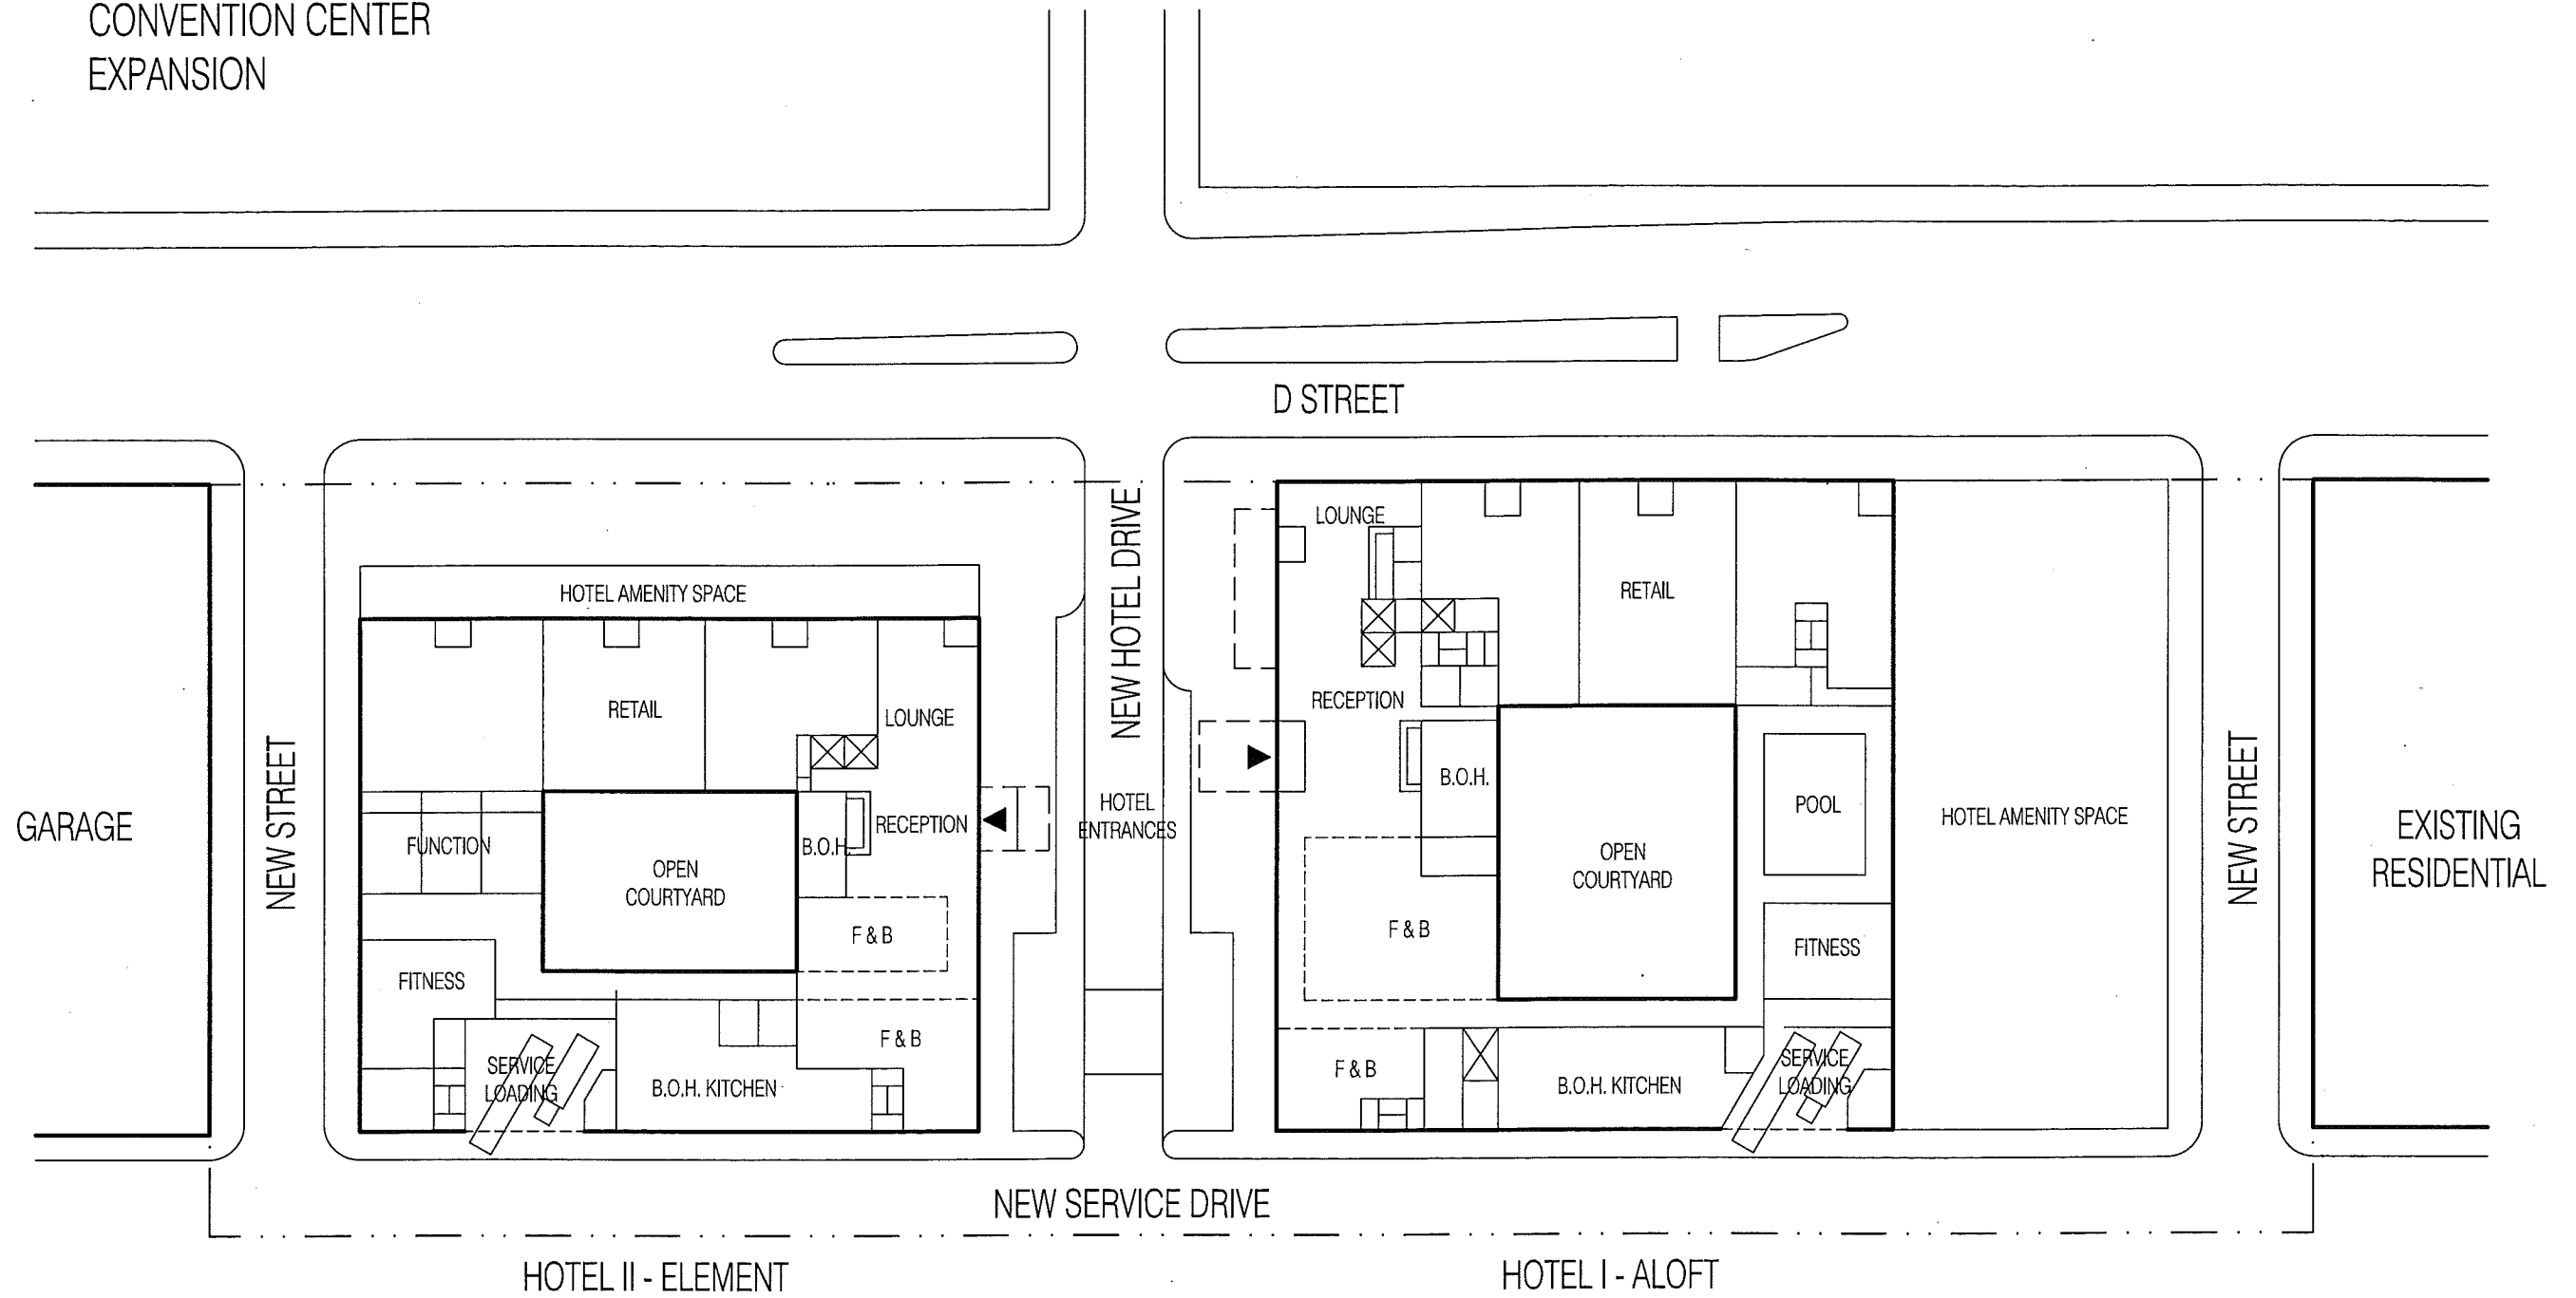 CONVENTION CENTER
EXPANSION
D STREET
NEW HOTEL DRIVE
LOUNGE
HOTEL AMENITY SPACE
RETAIL
RETAIL
LOUNGE
RECEPTION
NEW STREET
NEW STREET
B.O.H.
HOTEL
ENTRANCES
POOL
HOTEL AMENITY SPACE
GARAGE
EXISTING
RESIDENTIAL
FUNCTION
B.O.H.
RECEPTION
OPEN
COURTYARD
OPEN
COURTYARD
F & B
F & B
FITNESS
FITNESS
F & B
SERVICE
LOADING
B.O.H. KITCHEN
F & B
B.O.H. KITCHEN
SERVICE
LOADING
NEW SERVICE DRIVE
HOTEL II - ELEMENT
HOTEL I - ALOFT